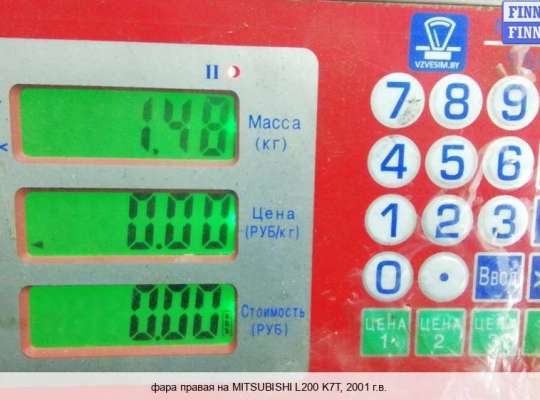 FINN
FINN
VZVESIM.BY
II
1.48
Масса
(кг)
7 8 9
4 5 6
0.00
Цена
(РУБ/кг)
1 2 3
0 . Ввод
0.00
Стоимость
(РУБ)
ЦЕНА 1
ЦЕНА 2
фара правая на MITSUBISHI L200 K7T, 2001 г.в.